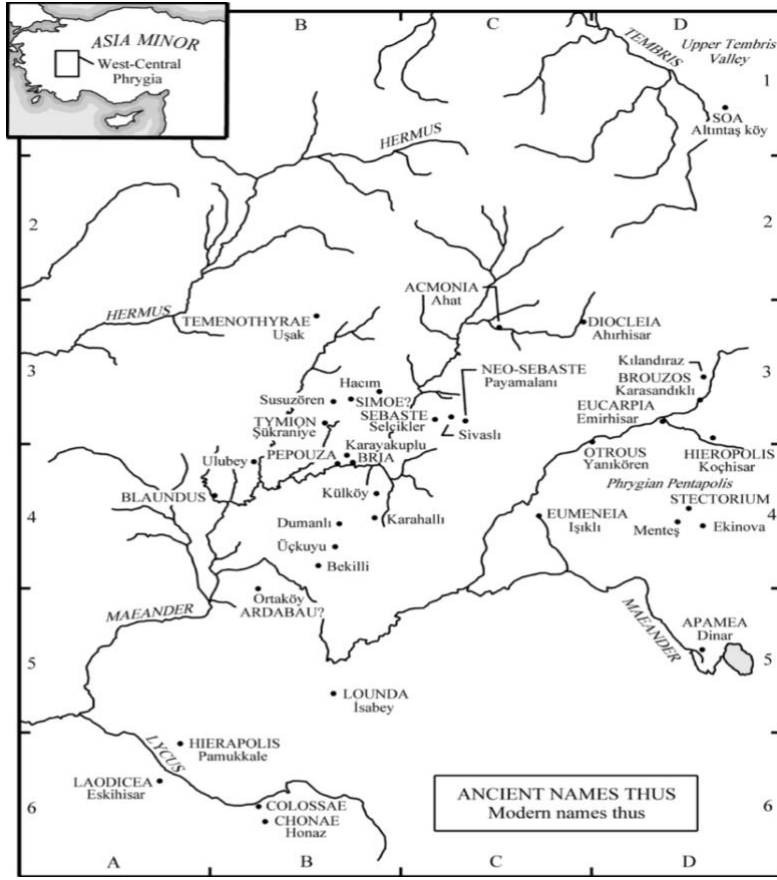 ASIA MINOR
West-Central
Phrygia
B
C
D
TEMBRIS
Upper Tembris
Valley
1
SOA
Altıntaş köy
HERMUS
2
2
ACMONIA
Ahat
HERMUS
TEMENOTHYRAE
Uşak
DIOCLEIA
Ahırhisar
3
3
NEO-SEBASTE
Payamalanı
Kılandıraz
BROUZOS
Karasandıklı
Hacım
Susuzören
SIMOE?
SEBASTE
Selçikler
Sivaslı
TYMION
Şükraniye
EUCARPIA
Emirhisar
Karayakuplu
PEPOUZA
BRIA
Ulubey
OTROUS
Yanıkören
HIEROPOLIS
Koçhisar
Phrygian Pentapolis
BLAUNDUS
Külköy
STECTORIUM
4
4
Dumanlı
Karahallı
EUMENEIA
Işıklı
Menteş
Ekinova
Üçkuyu
Bekilli
Ortaköy
ARDABAU?
MAEANDER
MAEANDER
APAMEA
Dinar
5
5
LOUNDA
İsabey
LYCUS
HIERAPOLIS
Pamukkale
LAODICEA
Eskihisar
COLOSSAE
CHONAE
Honaz
6
6
ANCIENT NAMES THUS
Modern names thus
A
B
C
D